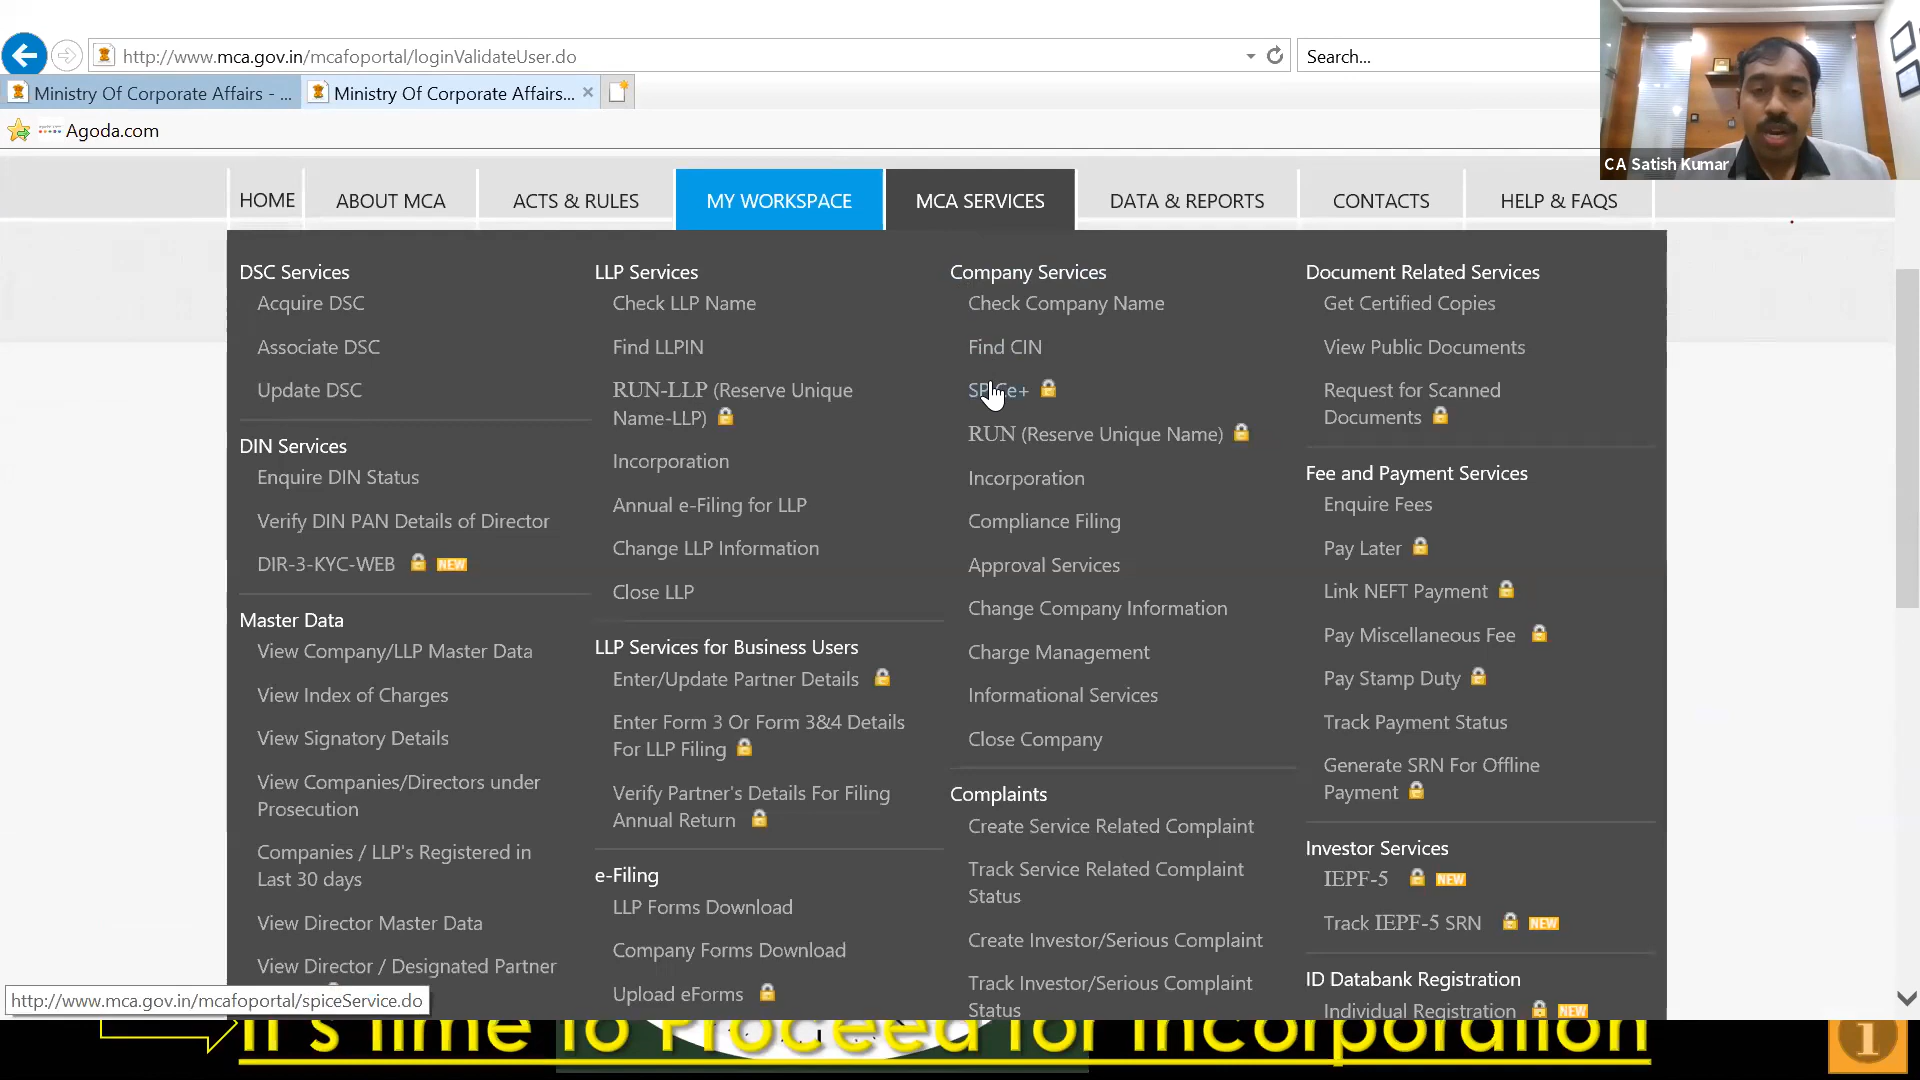 http://www.mca.gov.in/mcafoportal/loginValidateUser.do
Search...
Ministry Of Corporate Affairs - ...
Ministry Of Corporate Affairs...
Agoda.com
CA Satish Kumar
HOME
ABOUT MCA
ACTS & RULES
MY WORKSPACE
MCA SERVICES
DATA & REPORTS
CONTACTS
HELP & FAQS
DSC Services
Acquire DSC
Associate DSC
Update DSC
DIN Services
Enquire DIN Status
Verify DIN PAN Details of Director
DIR-3-KYC-WEB NEW
Master Data
View Company/LLP Master Data
View Index of Charges
View Signatory Details
View Companies/Directors under
Prosecution
Companies / LLP's Registered in
Last 30 days
View Director Master Data
View Director / Designated Partner
LLP Services
Check LLP Name
Find LLPIN
RUN-LLP (Reserve Unique
Name-LLP)
Incorporation
Annual e-Filing for LLP
Change LLP Information
Close LLP
LLP Services for Business Users
Enter/Update Partner Details
Enter Form 3 Or Form 3&4 Details
For LLP Filing
Verify Partner's Details For Filing
Annual Return
e-Filing
LLP Forms Download
Company Forms Download
Upload eForms
Company Services
Check Company Name
Find CIN
SPICe+
RUN (Reserve Unique Name)
Incorporation
Compliance Filing
Approval Services
Change Company Information
Charge Management
Informational Services
Close Company
Complaints
Create Service Related Complaint
Track Service Related Complaint
Status
Create Investor/Serious Complaint
Track Investor/Serious Complaint
Status
Document Related Services
Get Certified Copies
View Public Documents
Request for Scanned
Documents
Fee and Payment Services
Enquire Fees
Pay Later
Link NEFT Payment
Pay Miscellaneous Fee
Pay Stamp Duty
Track Payment Status
Generate SRN For Offline
Payment
Investor Services
IEPF-5 NEW
Track IEPF-5 SRN NEW
ID Databank Registration
Individual Registration NEW
http://www.mca.gov.in/mcafoportal/spiceService.do
It's Time To Proceed for Incorporation